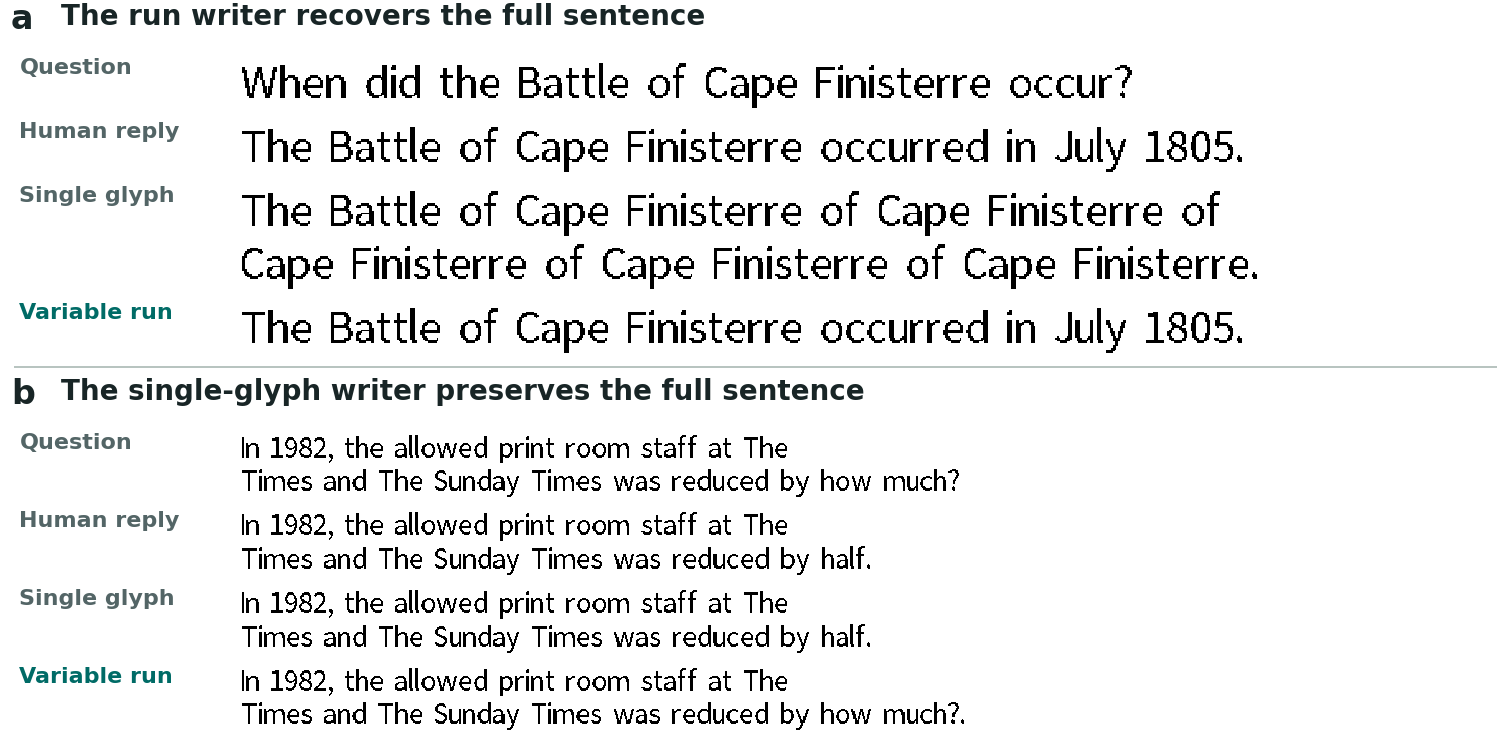 a The run writer recovers the full sentence
Question When did the Battle of Cape Finisterre occur?
Human reply The Battle of Cape Finisterre occurred in July 1805.
Single glyph The Battle of Cape Finisterre of Cape Finisterre of
Cape Finisterre of Cape Finisterre of Cape Finisterre.
Variable run The Battle of Cape Finisterre occurred in July 1805.
b The single-glyph writer preserves the full sentence
Question In 1982, the allowed print room staff at The
Times and The Sunday Times was reduced by how much?
Human reply In 1982, the allowed print room staff at The
Times and The Sunday Times was reduced by half.
Single glyph In 1982, the allowed print room staff at The
Times and The Sunday Times was reduced by half.
Variable run In 1982, the allowed print room staff at The
Times and The Sunday Times was reduced by how much?.